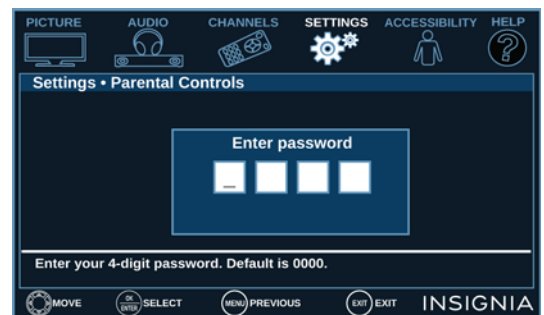 PICTURE AUDIO CHANNELS SETTINGS ACCESSIBILITY HELP
?
Settings • Parental Controls
Enter password
_
Enter your 4-digit password. Default is 0000.
MOVE OK ENTER SELECT MENU PREVIOUS EXIT EXIT INSIGNIA